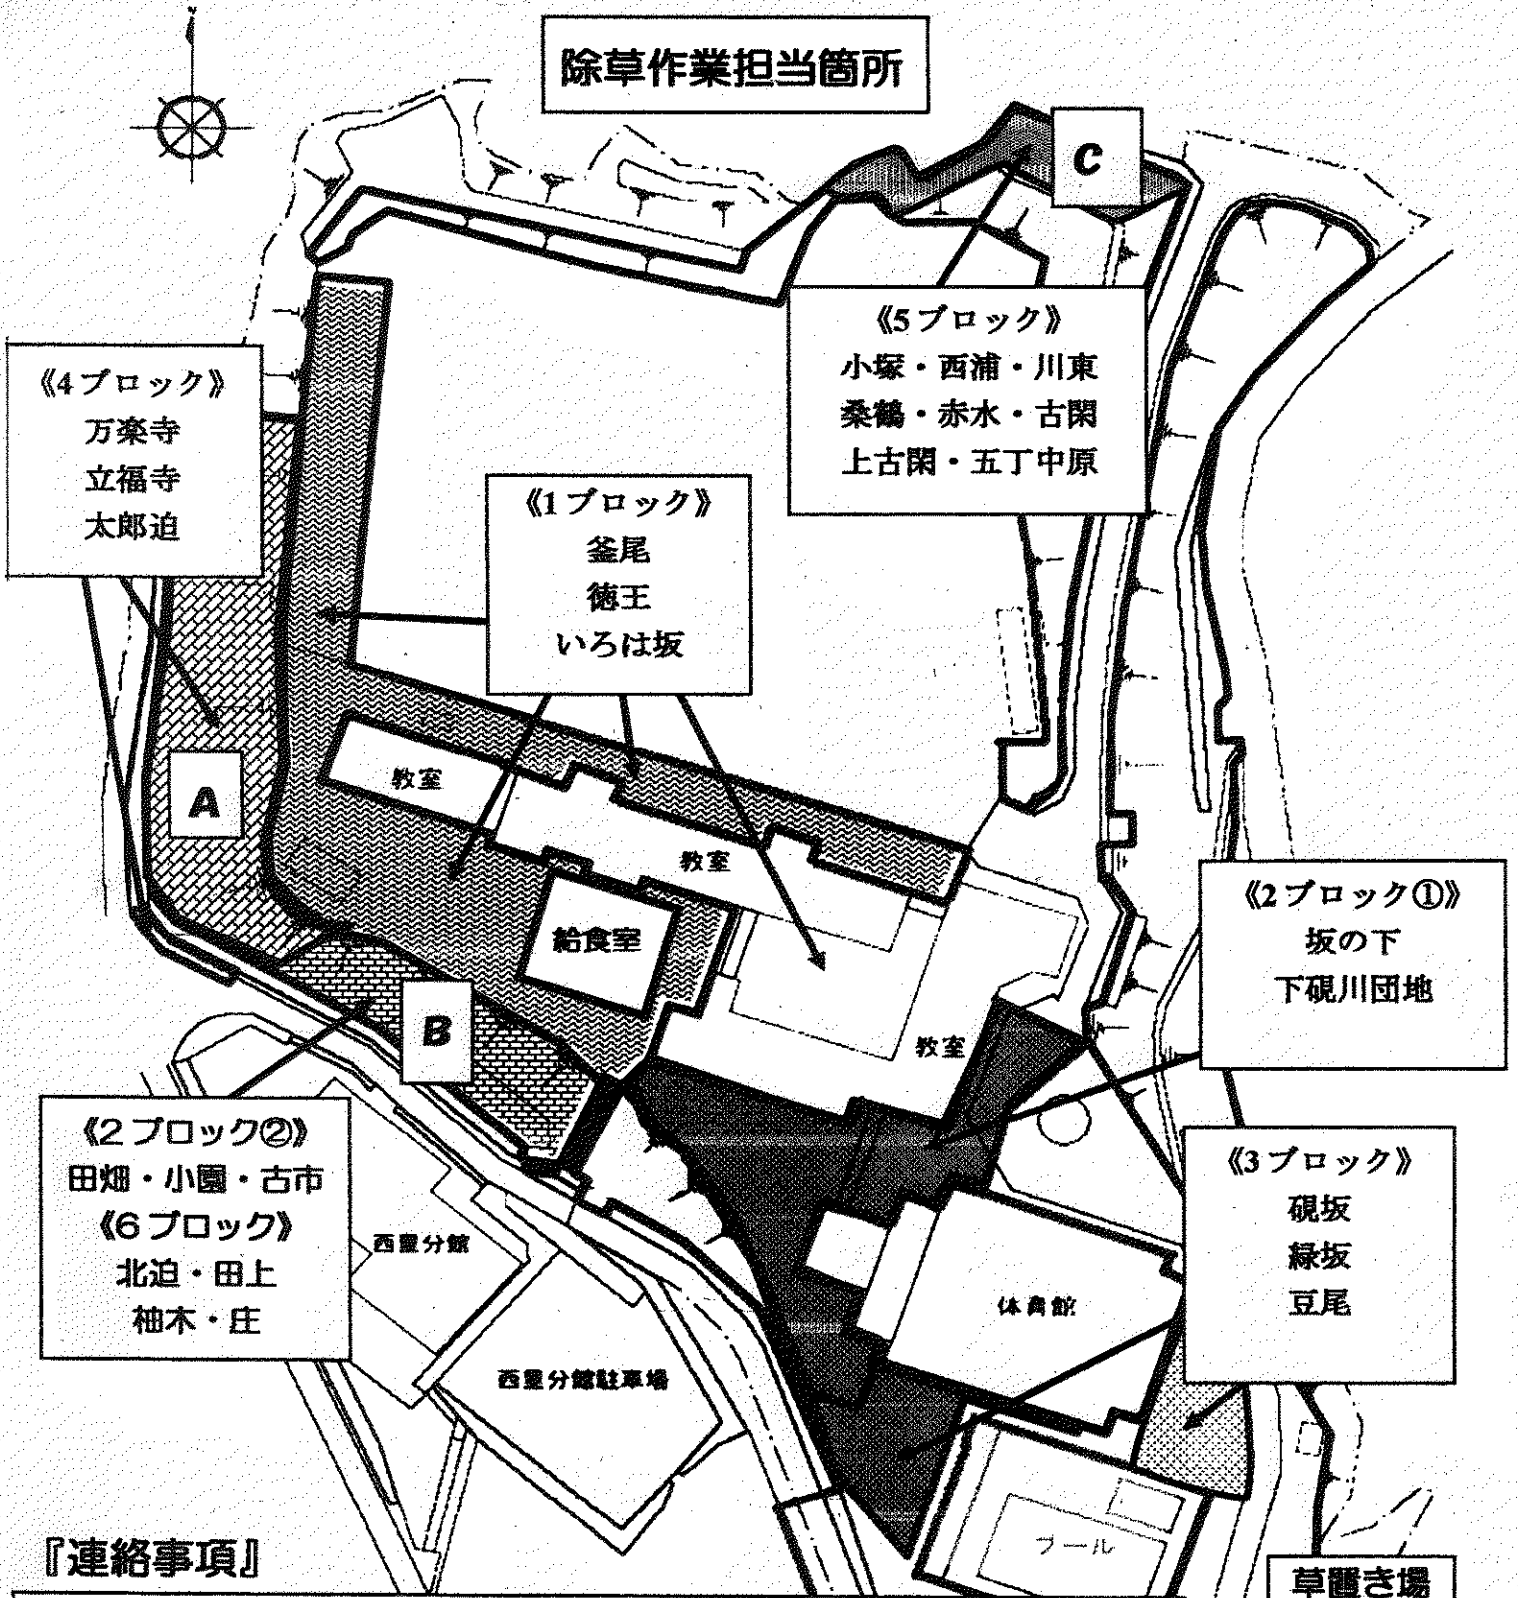 除草作業担当箇所
C
《5ブロック》
小塚・西浦・川東
桑鶴・赤水・古閑
上古閑・五丁中原
《4ブロック》
万楽寺
立福寺
太郎迫
《1ブロック》
釜尾
徳王
いろは坂
教室
A
教室
給食室
《2ブロック①》
坂の下
下硯川団地
B
教室
《2ブロック②》
田畑・小園・古市
《6ブロック》
北迫・田上
柚木・庄
《3ブロック》
硯坂
緑坂
豆尾
西里分館
体育館
西里分館駐車場
プール
『連絡事項』
草置き場